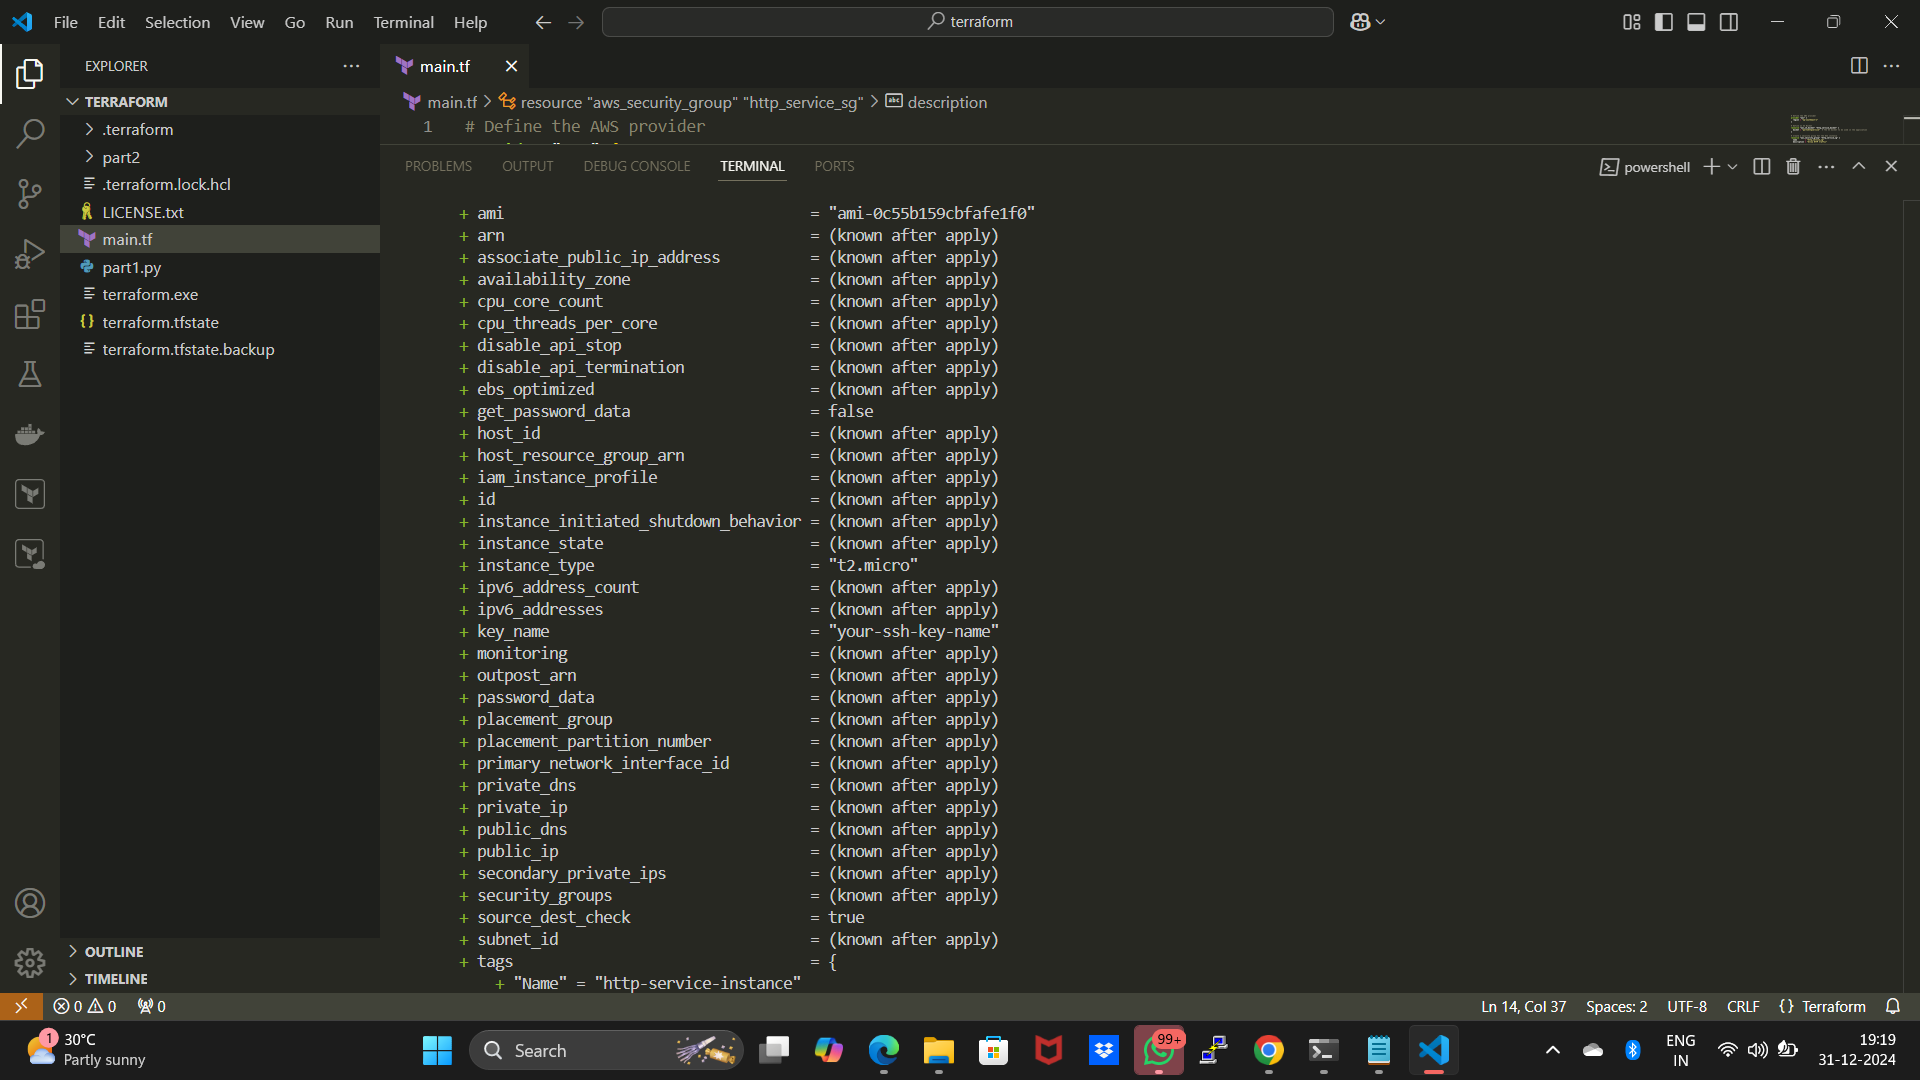 File Edit Selection View Go Run Terminal Help
terraform
EXPLORER
main.tf
TERRAFORM
main.tf resource "aws_security_group" "http_service_sg" description
.terraform
1 # Define the AWS provider
part2
PROBLEMS OUTPUT DEBUG CONSOLE TERMINAL PORTS
powershell
.terraform.lock.hcl
LICENSE.txt
main.tf
part1.py
terraform.exe
terraform.tfstate
terraform.tfstate.backup
+ ami = "ami-0c55b159cbfafe1f0"
+ arn = (known after apply)
+ associate_public_ip_address = (known after apply)
+ availability_zone = (known after apply)
+ cpu_core_count = (known after apply)
+ cpu_threads_per_core = (known after apply)
+ disable_api_stop = (known after apply)
+ disable_api_termination = (known after apply)
+ ebs_optimized = (known after apply)
+ get_password_data = false
+ host_id = (known after apply)
+ host_resource_group_arn = (known after apply)
+ iam_instance_profile = (known after apply)
+ id = (known after apply)
+ instance_initiated_shutdown_behavior = (known after apply)
+ instance_state = (known after apply)
+ instance_type = "t2.micro"
+ ipv6_address_count = (known after apply)
+ ipv6_addresses = (known after apply)
+ key_name = "your-ssh-key-name"
+ monitoring = (known after apply)
+ outpost_arn = (known after apply)
+ password_data = (known after apply)
+ placement_group = (known after apply)
+ placement_partition_number = (known after apply)
+ primary_network_interface_id = (known after apply)
+ private_dns = (known after apply)
+ private_ip = (known after apply)
+ public_dns = (known after apply)
+ public_ip = (known after apply)
+ secondary_private_ips = (known after apply)
+ security_groups = (known after apply)
+ source_dest_check = true
+ subnet_id = (known after apply)
+ tags = {
+ "Name" = "http-service-instance"
OUTLINE
TIMELINE
0 0 0
Ln 14, Col 37 Spaces: 2 UTF-8 CRLF {} Terraform
1
30°C
Partly sunny
Search
99+
ENG
IN
19:19
31-12-2024